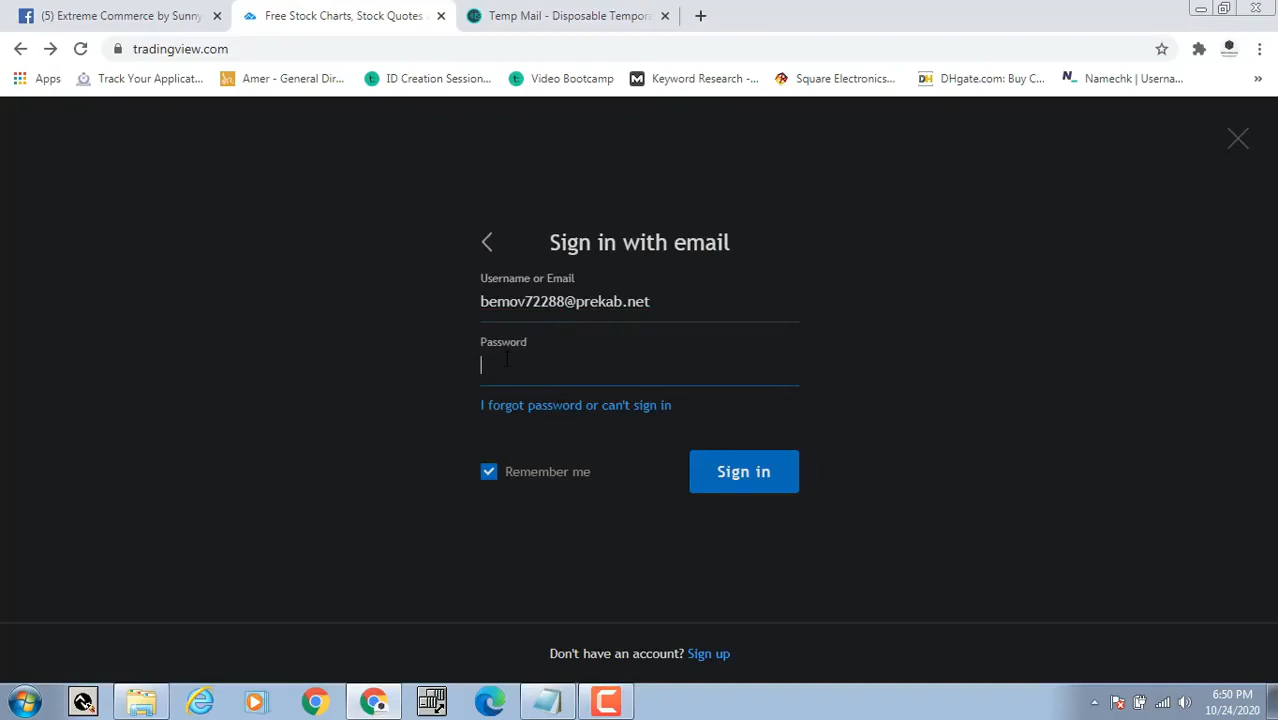 (5) Extreme Commerce by Sunny
Free Stock Charts, Stock Quotes
Temp Mail - Disposable Tempora
tradingview.com
Apps
Track Your Applicat...
Amer - General Dir...
ID Creation Session...
Video Bootcamp
Keyword Research -...
Square Electronics...
DHgate.com: Buy C...
Namechk | Userna...
Sign in with email
Username or Email
bemov72288@prekab.net
Password
I forgot password or can't sign in
Remember me
Sign in
Don't have an account? Sign up
6:50 PM
10/24/2020